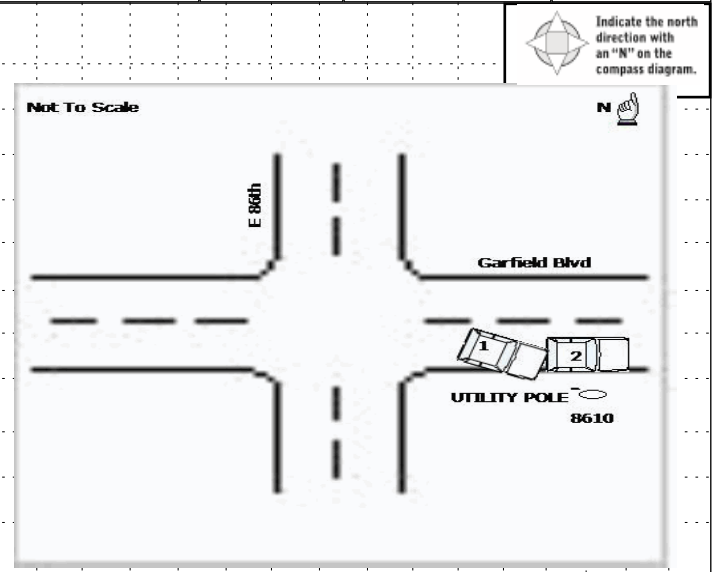 Indicate the north
direction with
an “N” on the
compass diagram.
Not To Scale
N
E 86th
Garfield Blvd
1
2
UTILITY POLE
8610